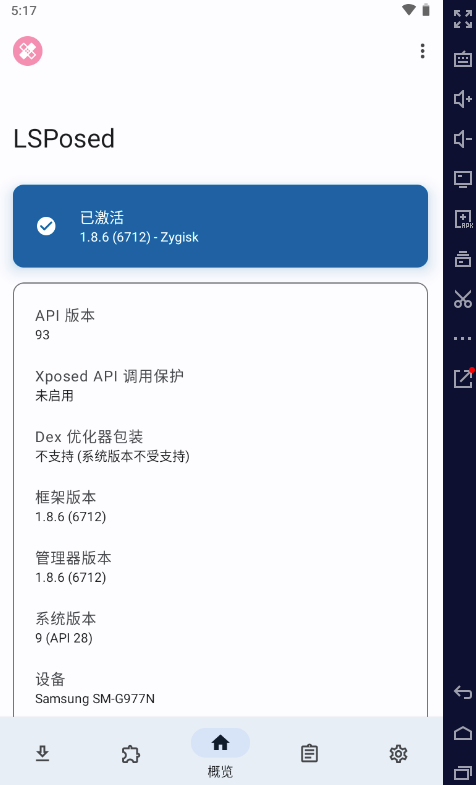 5:17
LSPosed
已激活
1.8.6 (6712) - Zygisk
API 版本
93
Xposed API 调用保护
未启用
Dex 优化器包装
不支持 (系统版本不受支持)
框架版本
1.8.6 (6712)
管理器版本
1.8.6 (6712)
系统版本
9 (API 28)
设备
Samsung SM-G977N
概览
APK